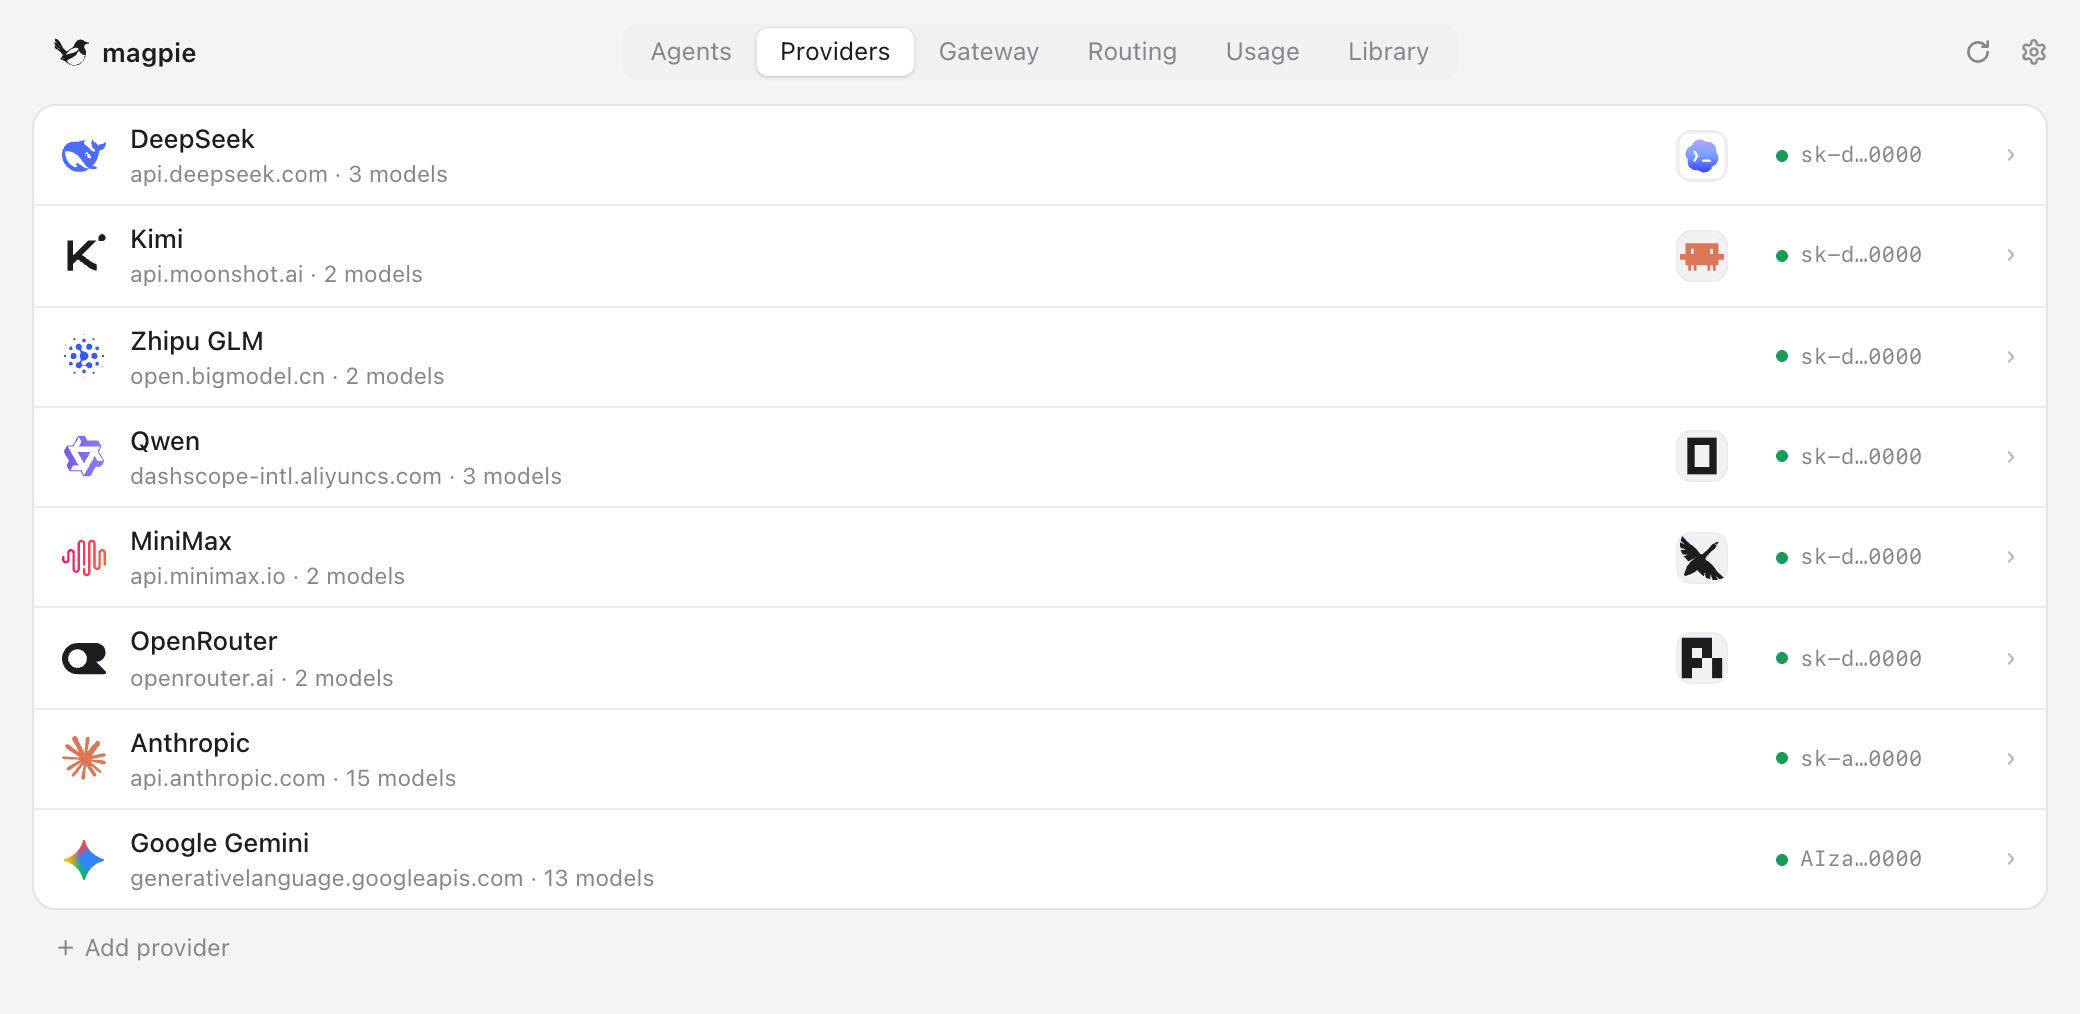 magpie
Agents Providers Gateway Routing Usage Library
DeepSeek
api.deepseek.com · 3 models
sk-d…0000
Kimi
api.moonshot.ai · 2 models
sk-d…0000
Zhipu GLM
open.bigmodel.cn · 2 models
sk-d…0000
Qwen
dashscope-intl.aliyuncs.com · 3 models
sk-d…0000
MiniMax
api.minimax.io · 2 models
sk-d…0000
OpenRouter
openrouter.ai · 2 models
sk-d…0000
Anthropic
api.anthropic.com · 15 models
sk-a…0000
Google Gemini
generativelanguage.googleapis.com · 13 models
AIza…0000
+ Add provider